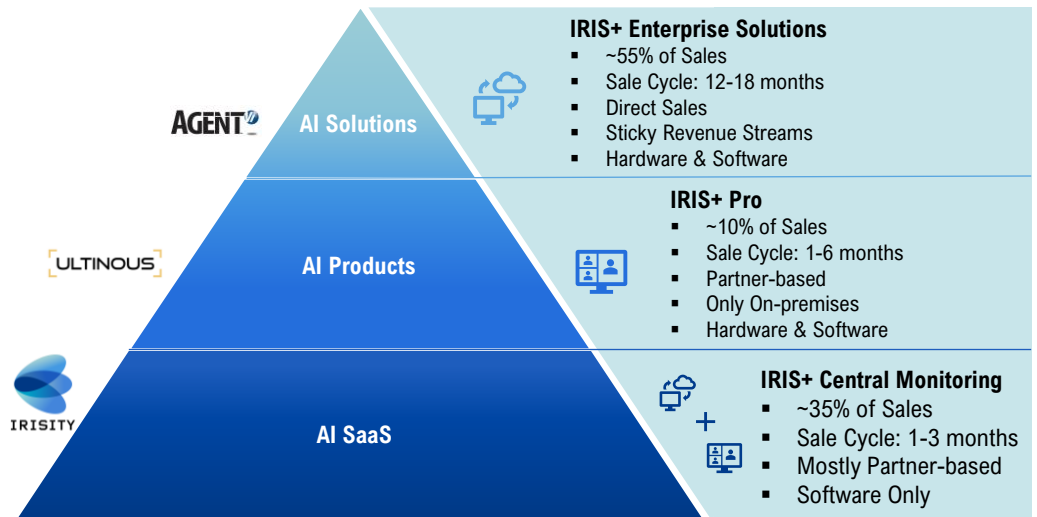 IRIS+ Enterprise Solutions
▪ ~55% of Sales
▪ Sale Cycle: 12-18 months
▪ Direct Sales
▪ Sticky Revenue Streams
▪ Hardware & Software
AGENT
AI Solutions
IRIS+ Pro
▪ ~10% of Sales
▪ Sale Cycle: 1-6 months
▪ Partner-based
▪ Only On-premises
▪ Hardware & Software
ULTINOUS
AI Products
IRIS+ Central Monitoring
▪ ~35% of Sales
▪ Sale Cycle: 1-3 months
▪ Mostly Partner-based
▪ Software Only
IRISITY
AI SaaS